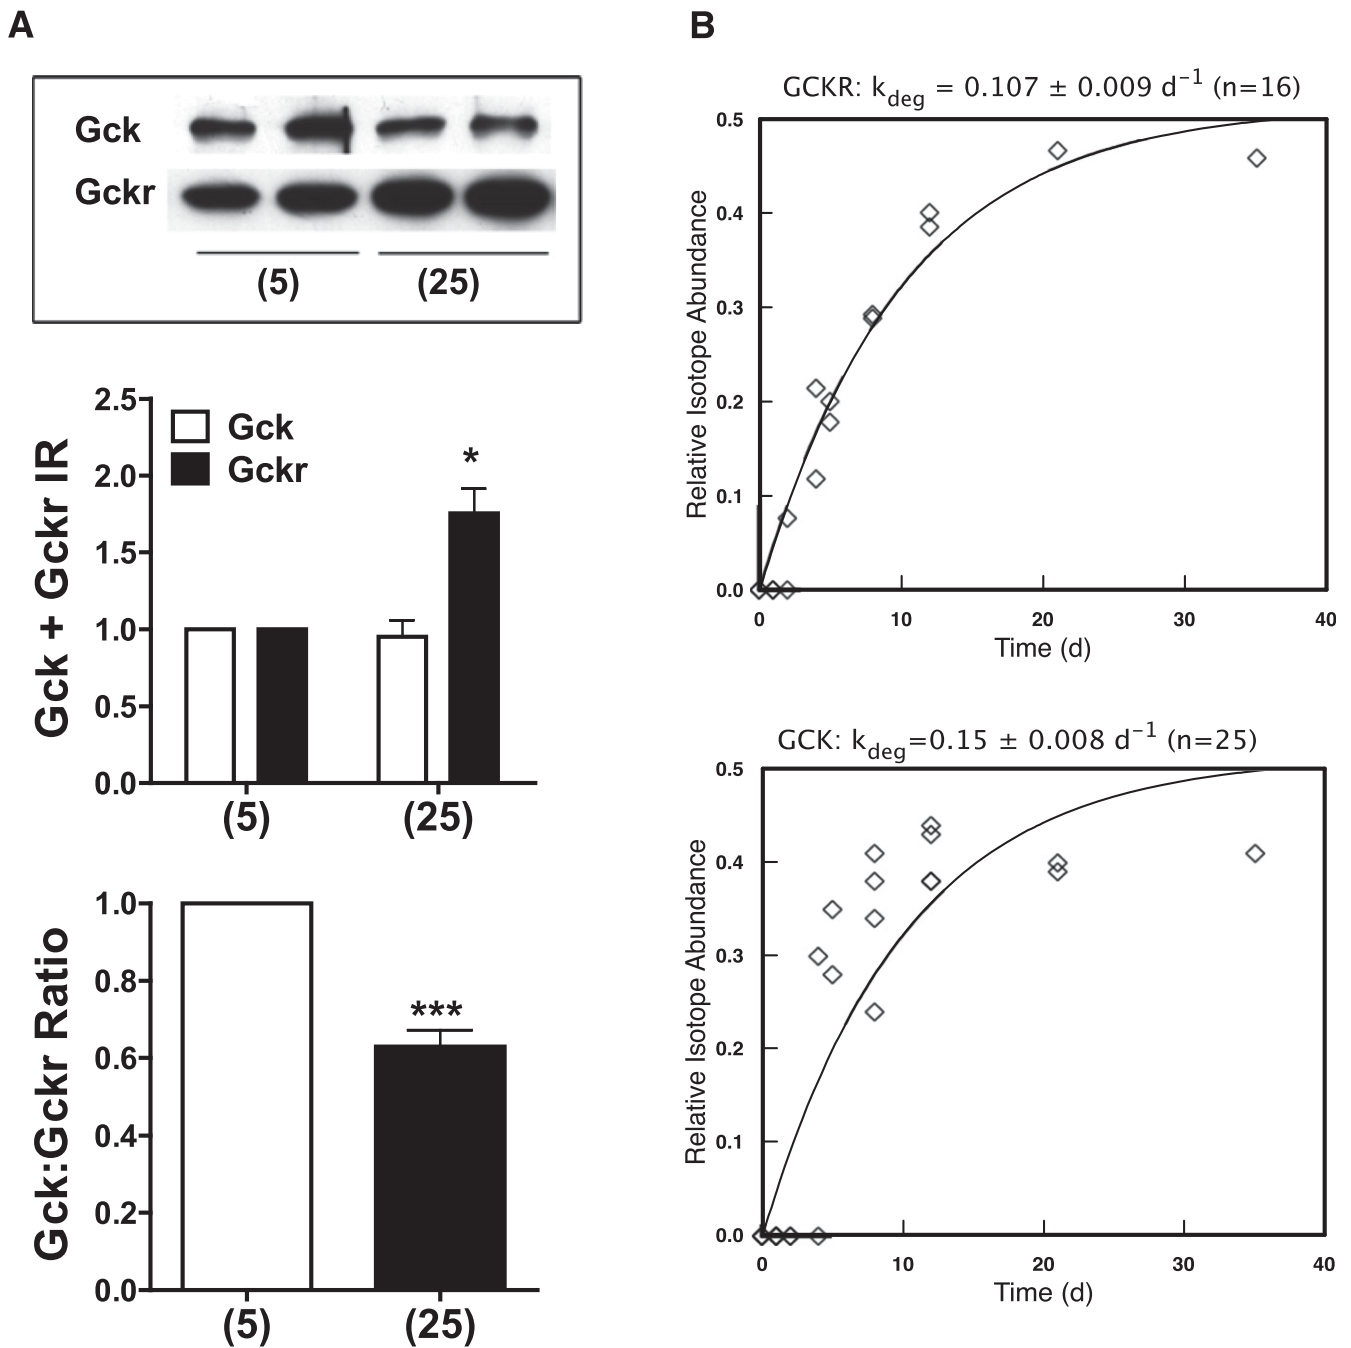 A
Gck
Gckr
(5) (25)
Gck + Gckr IR
2.5
2.0
1.5
1.0
0.5
0.0
Gck
Gckr
*
(5) (25)
Gck:Gckr Ratio
1.0
0.8
0.6
0.4
0.2
0.0
***
(5) (25)
B
GCKR: kdeg = 0.107 ± 0.009 d⁻¹ (n=16)
Relative Isotope Abundance
0.5
0.4
0.3
0.2
0.1
0.0
0 10 20 30 40
Time (d)
GCK: kdeg=0.15 ± 0.008 d⁻¹ (n=25)
Relative Isotope Abundance
0.5
0.4
0.3
0.2
0.1
0.0
0 10 20 30 40
Time (d)